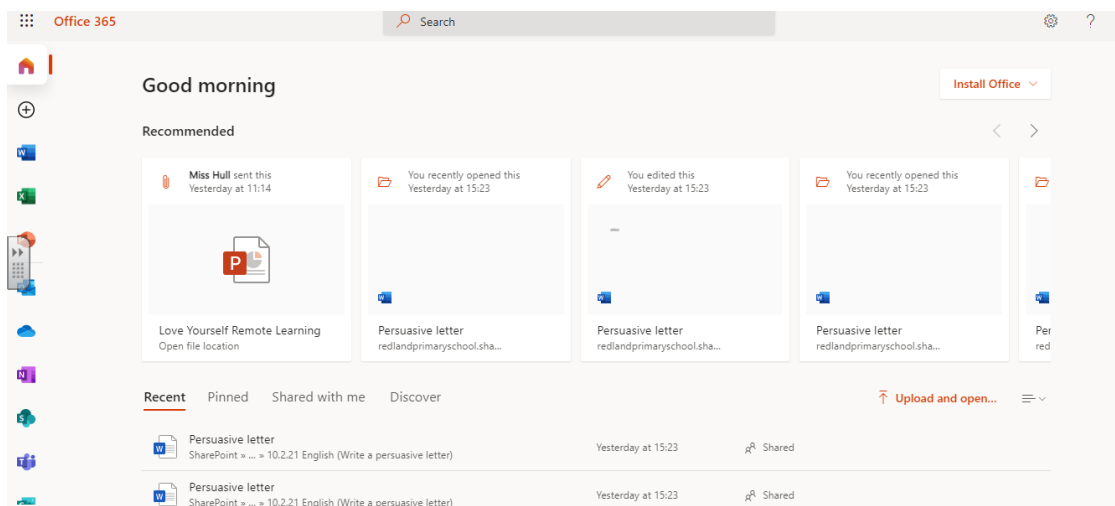 Office 365
Search
?
Good morning
Install Office
Recommended
Miss Hull sent this
Yesterday at 11:14
Love Yourself Remote Learning
Open file location
You recently opened this
Yesterday at 15:23
Persuasive letter
redlandprimaryschool.sha...
You edited this
Yesterday at 15:23
Persuasive letter
redlandprimaryschool.sha...
You recently opened this
Yesterday at 15:23
Persuasive letter
redlandprimaryschool.sha...
Per
red
Recent Pinned Shared with me Discover
Upload and open...
Persuasive letter
SharePoint » ... » 10.2.21 English (Write a persuasive letter)
Yesterday at 15:23
Shared
Persuasive letter
SharePoint » ... » 10.2.21 English (Write a persuasive letter)
Yesterday at 15:23
Shared